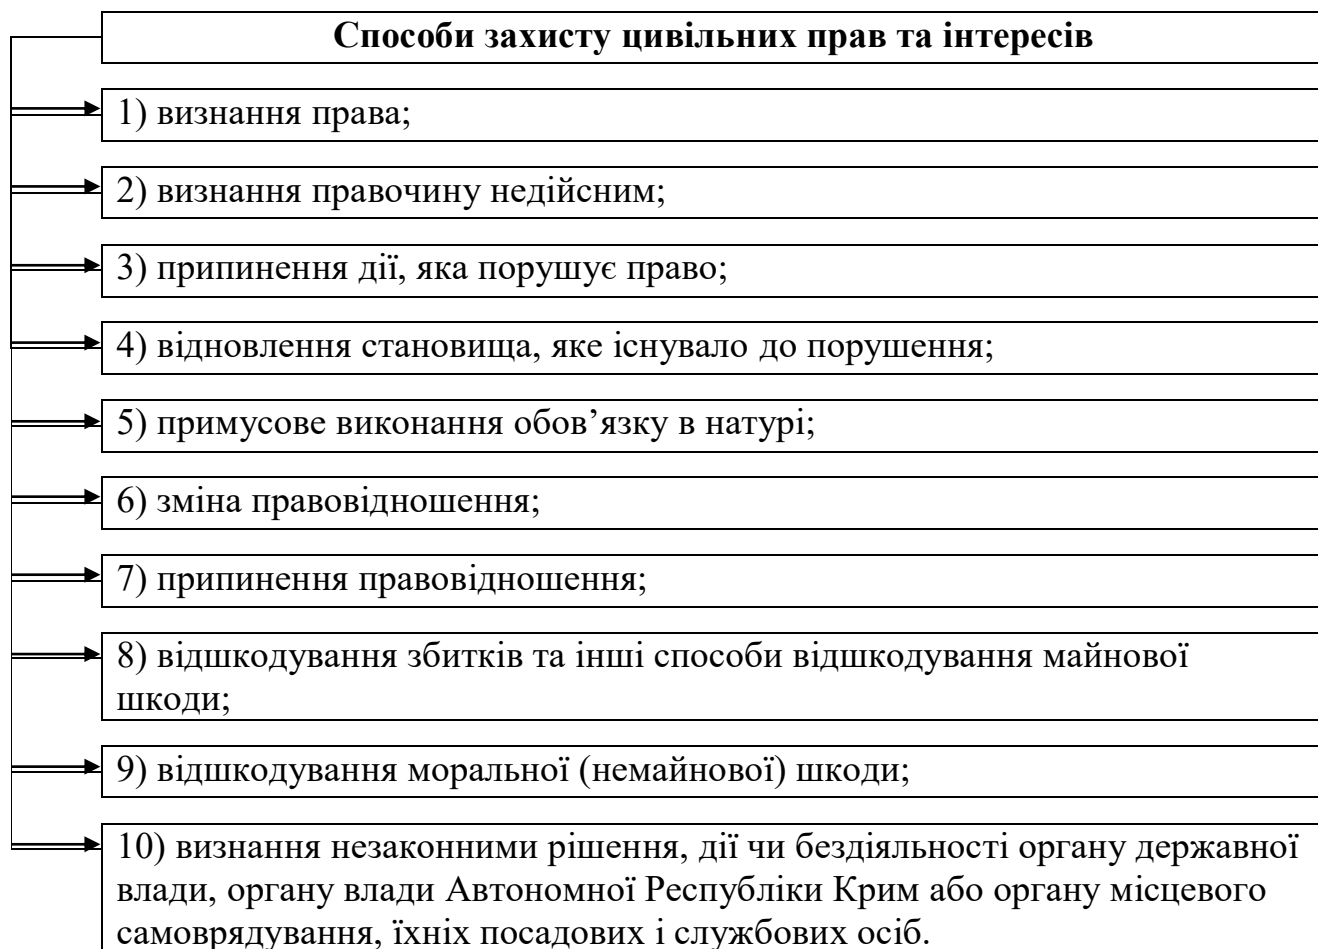 Способи захисту цивільних прав та інтересів
1) визнання права;
2) визнання правочину недійсним;
3) припинення дії, яка порушує право;
4) відновлення становища, яке існувало до порушення;
5) примусове виконання обов’язку в натурі;
6) зміна правовідношення;
7) припинення правовідношення;
8) відшкодування збитків та інші способи відшкодування майнової
шкоди;
9) відшкодування моральної (немайнової) шкоди;
10) визнання незаконними рішення, дії чи бездіяльності органу державної
влади, органу влади Автономної Республіки Крим або органу місцевого
самоврядування, їхніх посадових і службових осіб.